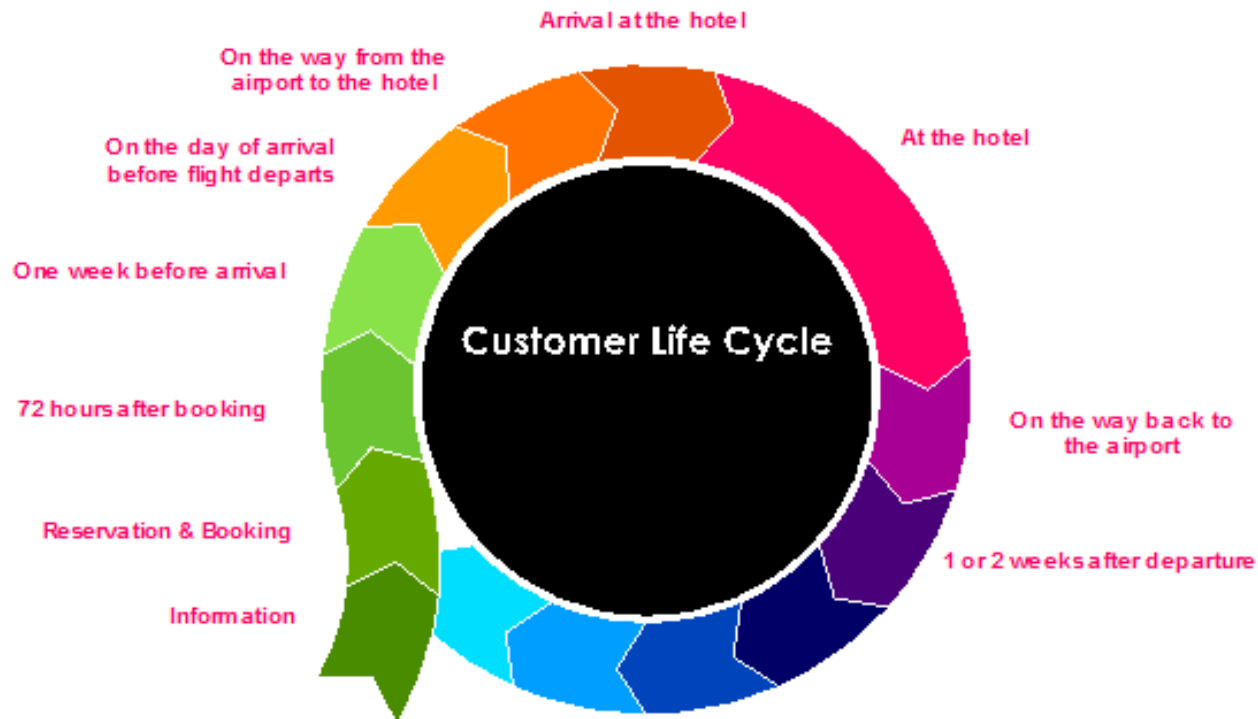 Arrival at the hotel
On the way from the
airport to the hotel
At the hotel
On the day of arrival
before flight departs
One week before arrival
Customer Life Cycle
72 hours after booking
On the way back to
the airport
Reservation & Booking
1 or 2 weeks after departure
Information